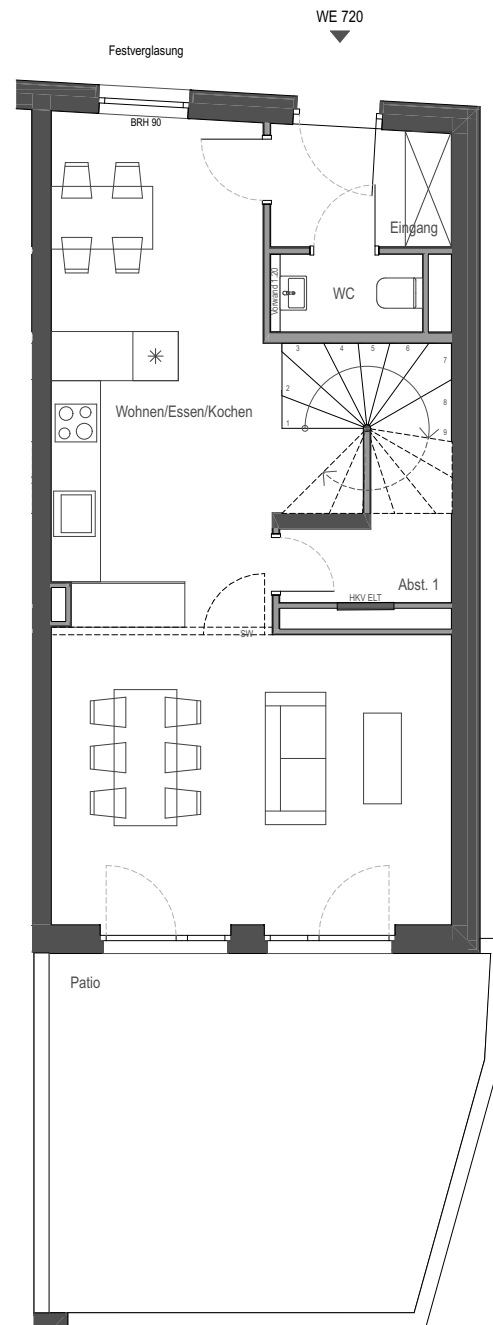 WE 720
Festverglasung
BRH 90
Eingang
WC
Vorwand 1.20
3 4 5 6
7
2
8
1
9
Wohnen/Essen/Kochen
Abst. 1
HKV ELT
SW
Patio